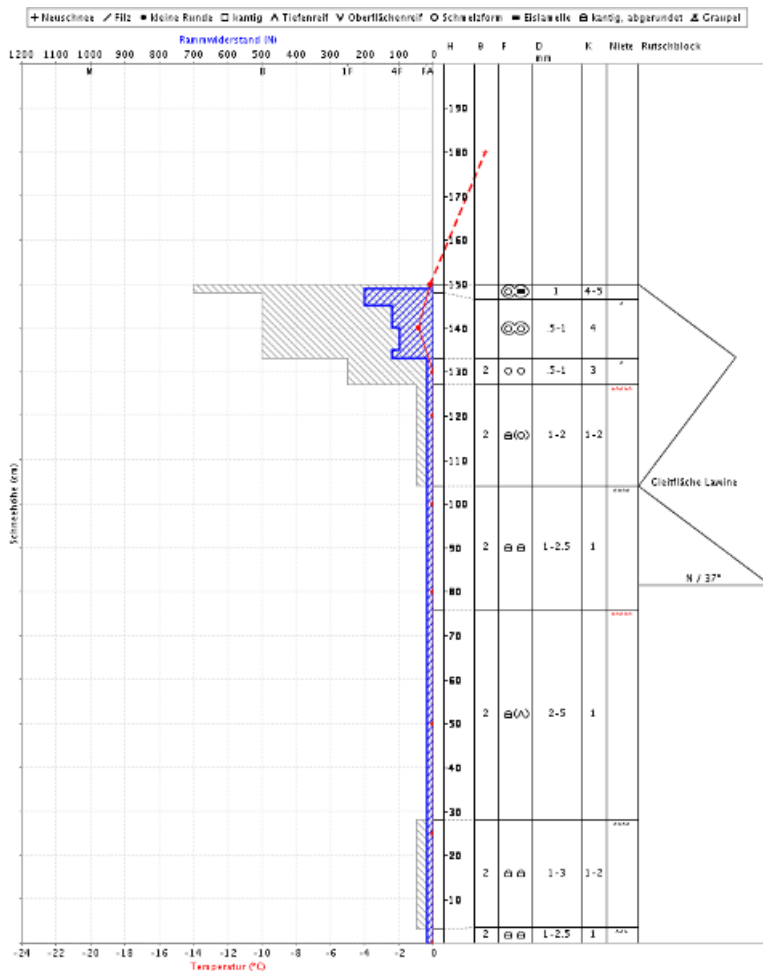 + Neuschnee / Filz ● kleine Runde □ kantig ∧ Tiefenreif V Oberflächenreif O Schmelzform ▬ Eislamelle kantig, abgerundet Graupel
Rammwiderstand (N)
1200 1100 1000 900 800 700 600 500 400 300 200 100 0 H θ F D K Niete Rutschblock
mm
M B 1F 4F FA
190
180
170
160
150 1 4-5
140 .5-1 4
130 2 .5-1 3
120
2 1-2 1-2
110
Gleitfläche Lawine
100
90 2 1-2.5 1
N / 37°
80
70
60
2 2-5 1
50
40
30
20
2 1-3 1-2
10
2 1-2.5 1
Schneehöhe (cm)
-24 -22 -20 -18 -16 -14 -12 -10 -8 -6 -4 -2 0
Temperatur (°C)